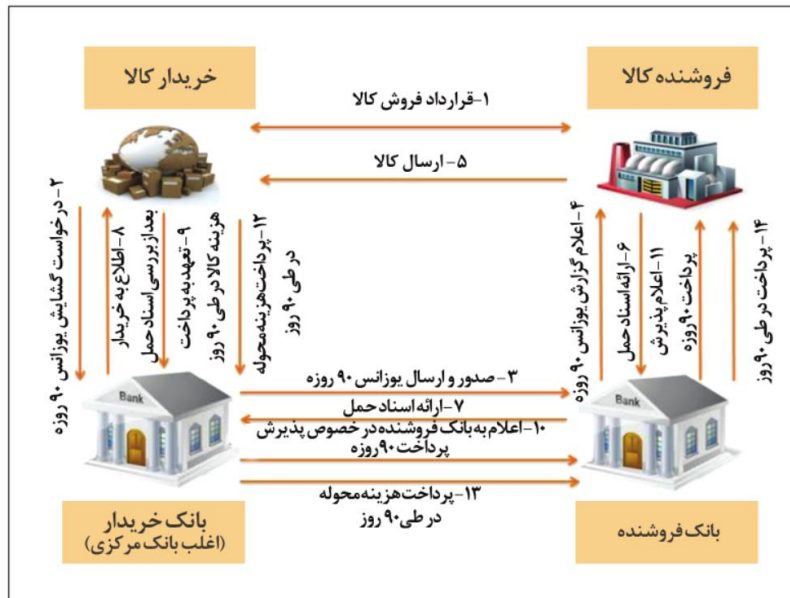 خریدار کالا
فروشنده کالا
۱-قرارداد فروش کالا
۵- ارسال کالا
۲- درخواست گشایش یوزانس ۹۰ روزه
۸- اطلاع به خریدار
۹- تعهد به پرداخت
بعد از بررسی اسناد حمل
هزینه کالا در طی ۹۰ روز
۱۲-پرداخت هزینه محوله
در طی ۹۰ روز
۴- اعلام گزارش یوزانس ۹۰ روزه
۶-ارائه اسناد حمل
۱۱- اعلام پذیرش
پرداخت ۹۰ روزه
۱۴- پرداخت در طی ۹۰ روز
Bank
Bank
۳- صدور و ارسال یوزانس ۹۰ روزه
۷- ارائه اسناد حمل
۱۰-اعلام به بانک فروشنده در خصوص پذیرش
پرداخت ۹۰روزه
۱۳-پرداخت هزینه محوله
در طی ۹۰ روز
بانک خریدار
(اغلب بانک مرکزی)
بانک فروشنده